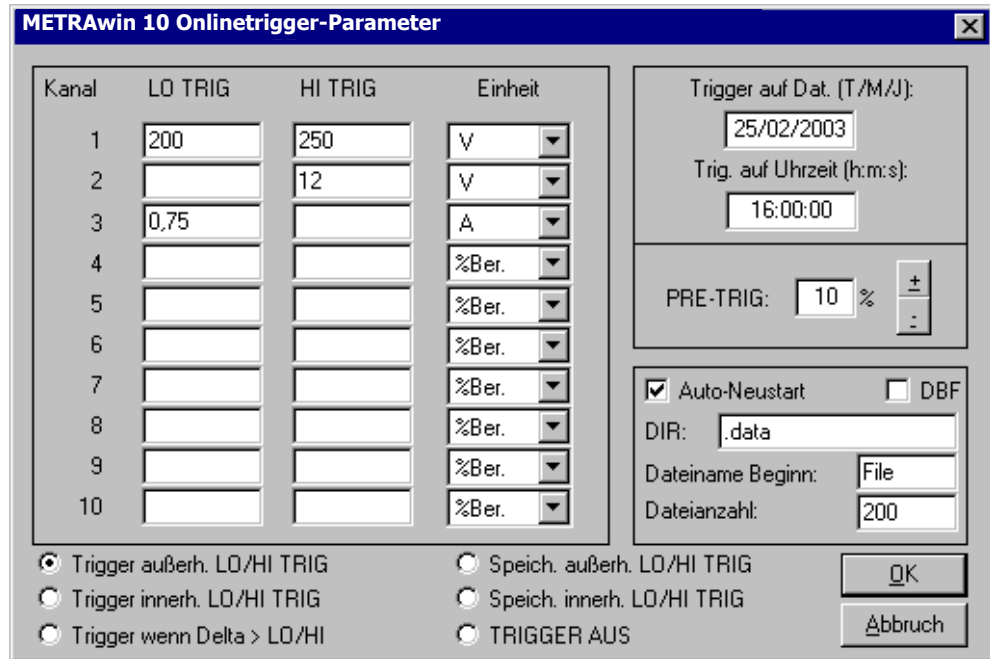 METRAwin 10 Onlinetrigger-Parameter
Kanal LO TRIG HI TRIG Einheit
1 200 250 V
2 12 V
3 0,75 A
4 %Ber.
5 %Ber.
6 %Ber.
7 %Ber.
8 %Ber.
9 %Ber.
10 %Ber.
Trigger auf Dat. (T/M/J):
25/02/2003
Trig. auf Uhrzeit (h:m:s):
16:00:00
PRE-TRIG: 10 % + -
Auto-Neustart DBF
DIR: .data
Dateiname Beginn: File
Dateianzahl: 200
Trigger außerh. LO/HI TRIG
Trigger innerh. LO/HI TRIG
Trigger wenn Delta > LO/HI
Speich. außerh. LO/HI TRIG
Speich. innerh. LO/HI TRIG
TRIGGER AUS
OK
Abbruch